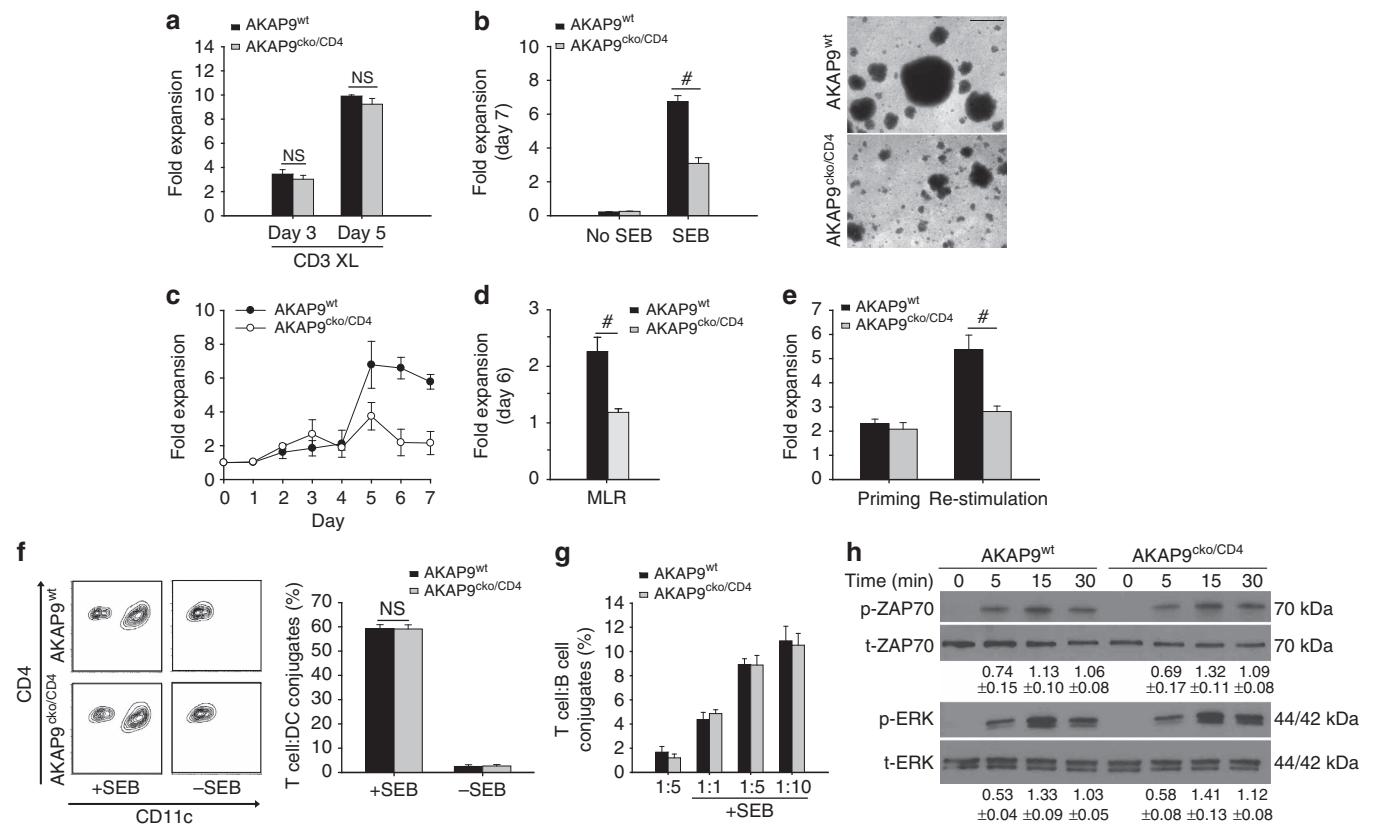 a
AKAP9wt
AKAP9cko/CD4
Fold expansion
14
12
10
8
6
4
2
0
NS
NS
Day 3
Day 5
CD3 XL
b
AKAP9wt
AKAP9cko/CD4
Fold expansion
(day 7)
10
8
6
4
2
0
#
No SEB
SEB
AKAP9wt
AKAP9cko/CD4
c
AKAP9wt
AKAP9cko/CD4
Fold expansion
10
8
6
4
2
0
0 1 2 3 4 5 6 7
Day
d
AKAP9wt
AKAP9cko/CD4
Fold expansion
(day 6)
3
2
1
0
#
MLR
e
AKAP9wt
AKAP9cko/CD4
Fold expansion
7
6
5
4
3
2
1
0
#
Priming Re-stimulation
f
CD4
AKAP9wt
AKAP9cko/CD4
+SEB
–SEB
CD11c
AKAP9wt
AKAP9cko/CD4
T cell:DC conjugates (%)
70
60
50
40
30
20
10
0
NS
+SEB
–SEB
g
AKAP9wt
AKAP9cko/CD4
T cell:B cell
conjugates (%)
14
12
10
8
6
4
2
0
1:5 1:1 1:5 1:10
+SEB
h
AKAP9wt
AKAP9cko/CD4
Time (min) 0 5 15 30 0 5 15 30
p-ZAP70 70 kDa
t-ZAP70 70 kDa
0.74 1.13 1.06 0.69 1.32 1.09
±0.15 ±0.10 ±0.08 ±0.17 ±0.11 ±0.08
p-ERK 44/42 kDa
t-ERK 44/42 kDa
0.53 1.33 1.03 0.58 1.41 1.12
±0.04 ±0.09 ±0.05 ±0.08 ±0.13 ±0.08